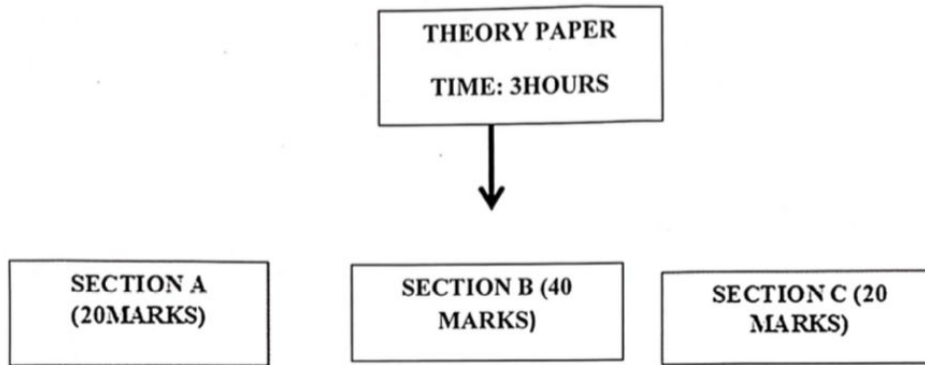 THEORY PAPER
TIME: 3HOURS
SECTION A
(20MARKS)
SECTION B (40
MARKS)
SECTION C (20
MARKS)